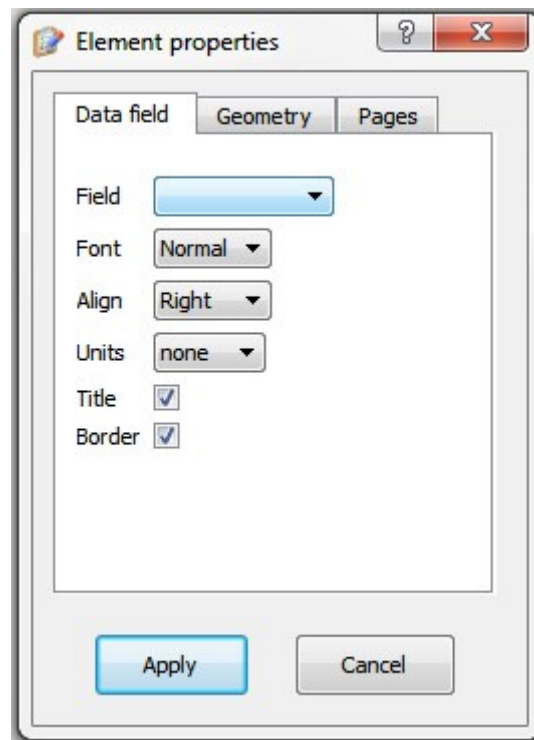 Element properties
Data field Geometry Pages
Field
Font Normal
Align Right
Units none
Title
Border
Apply Cancel